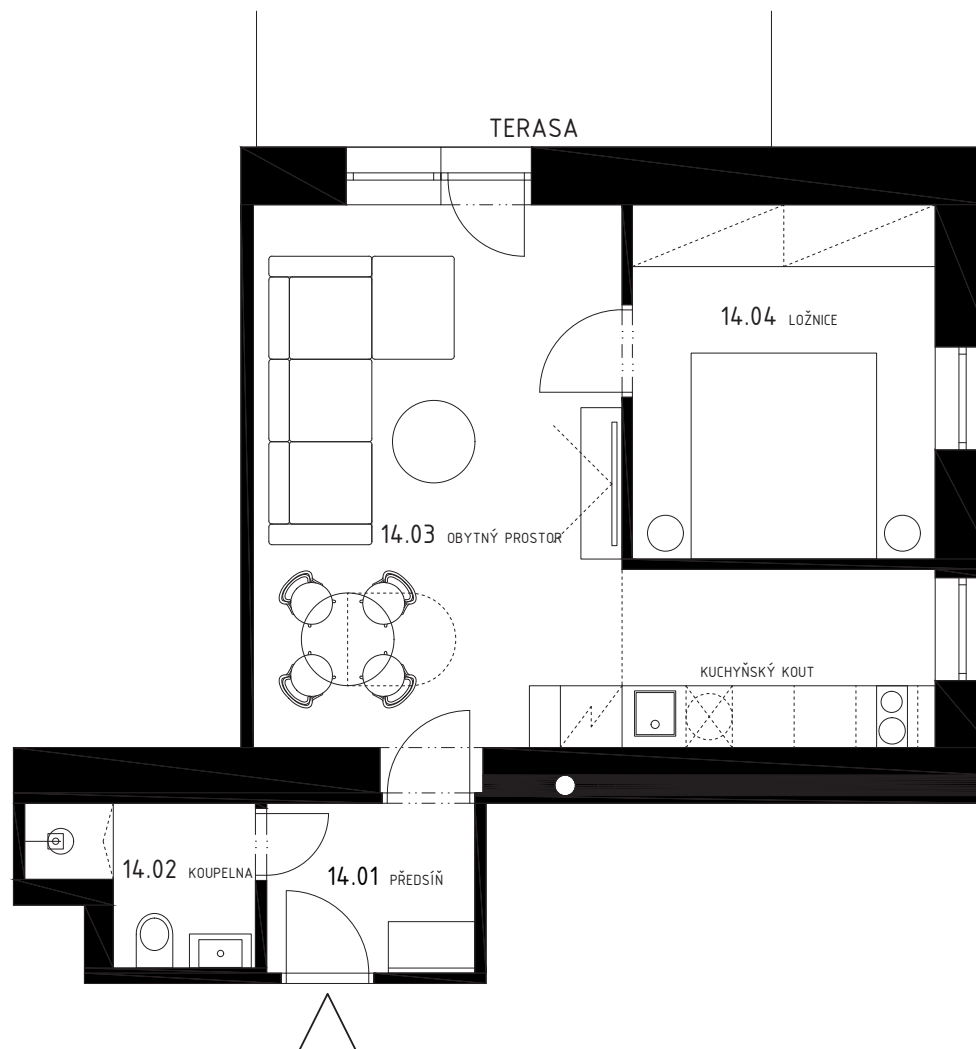 TERASA
14.04 LOŽNICE
14.03 OBYTNÝ PROSTOR
KUCHYŇSKÝ KOUT
14.02 KOUPELNA
14.01 PŘEDSÍŇ